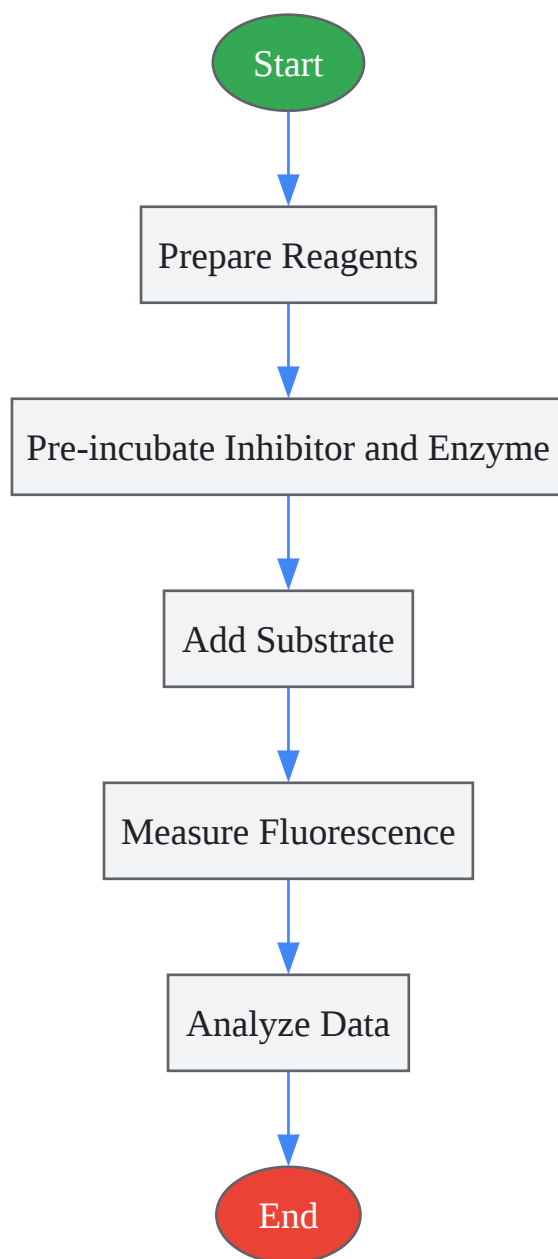 Start
Prepare Reagents
Pre-incubate Inhibitor and Enzyme
Add Substrate
Measure Fluorescence
Analyze Data
End